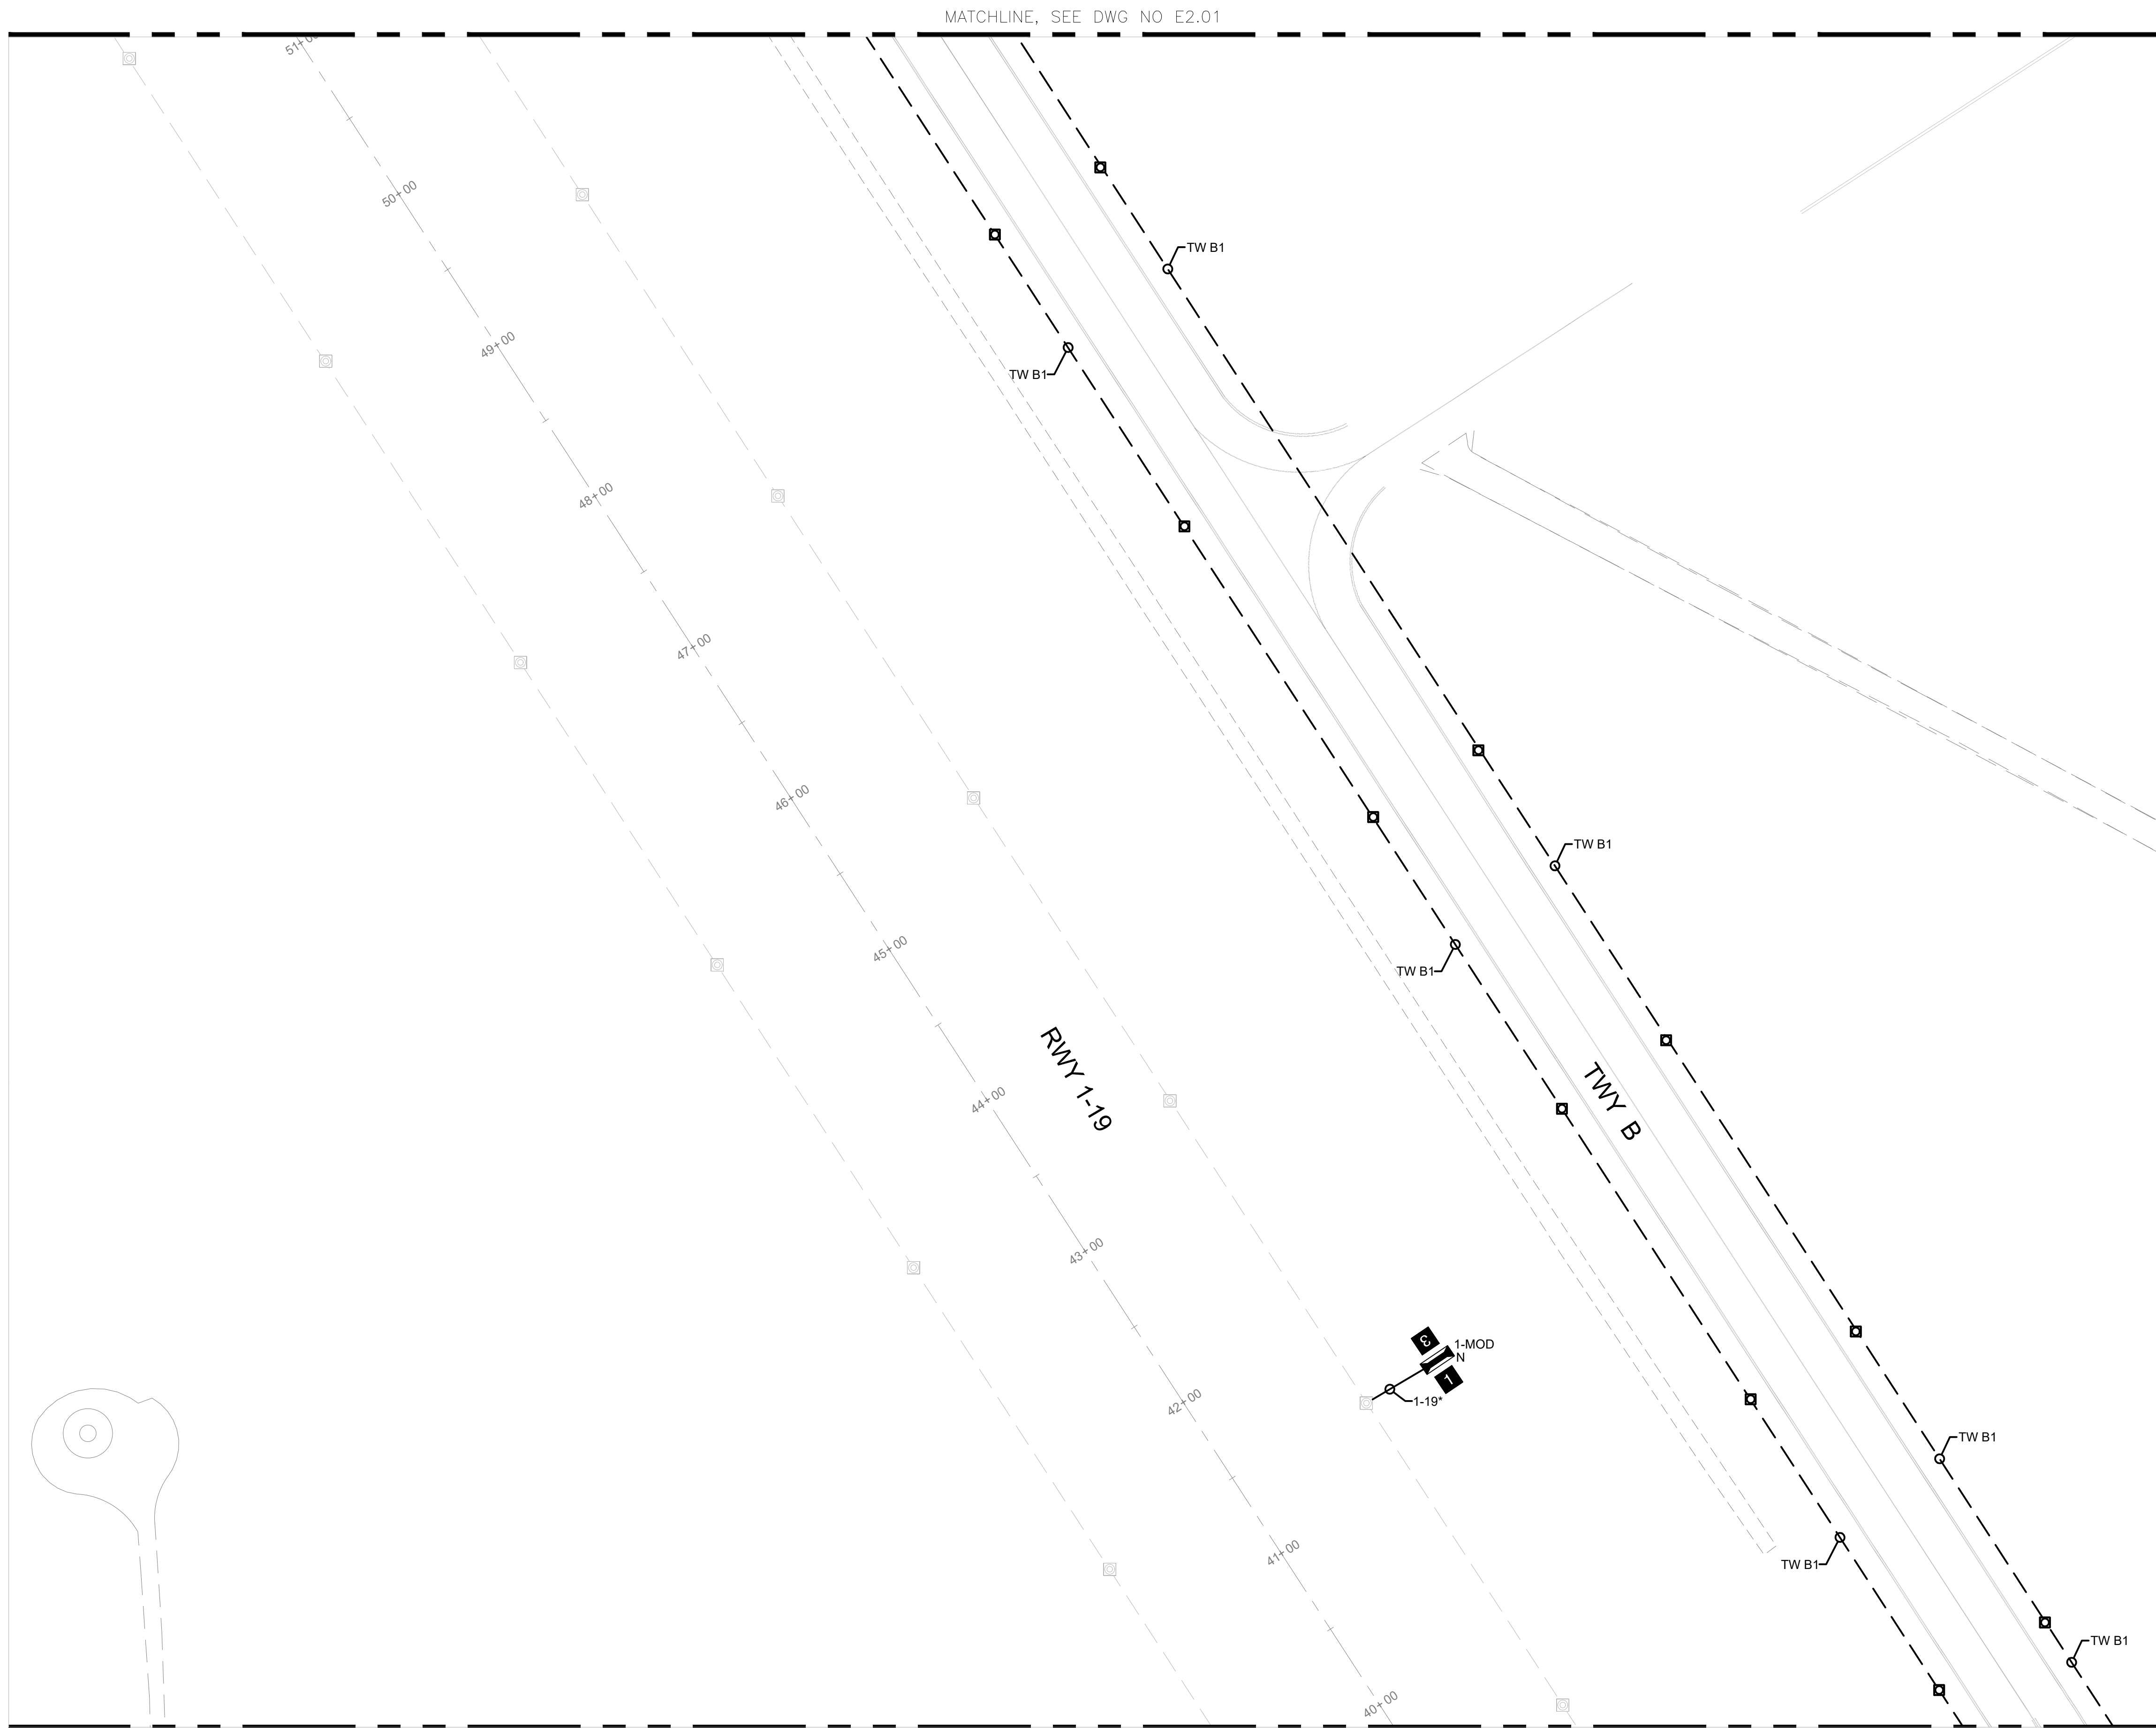 MATCHLINE, SEE DWG NO E2.01
51+00
50+00
TW B1
49+00
TW B1
48+00
47+00
46+00
TW B1
45+00
TW B1
RWY 1-19
TWY B
44+00
43+00
3
1-MOD
N
1
1-19*
42+00
TW B1
41+00
TW B1
TW B1
40+00